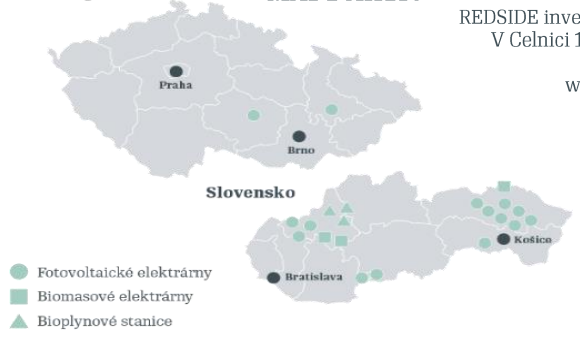 REDSIDE inve
V Celnici 1
w
Praha
Brno
Slovensko
Košice
Bratislava
Fotovoltaické elektrárny
Biomasové elektrárny
Bioplynové stanice